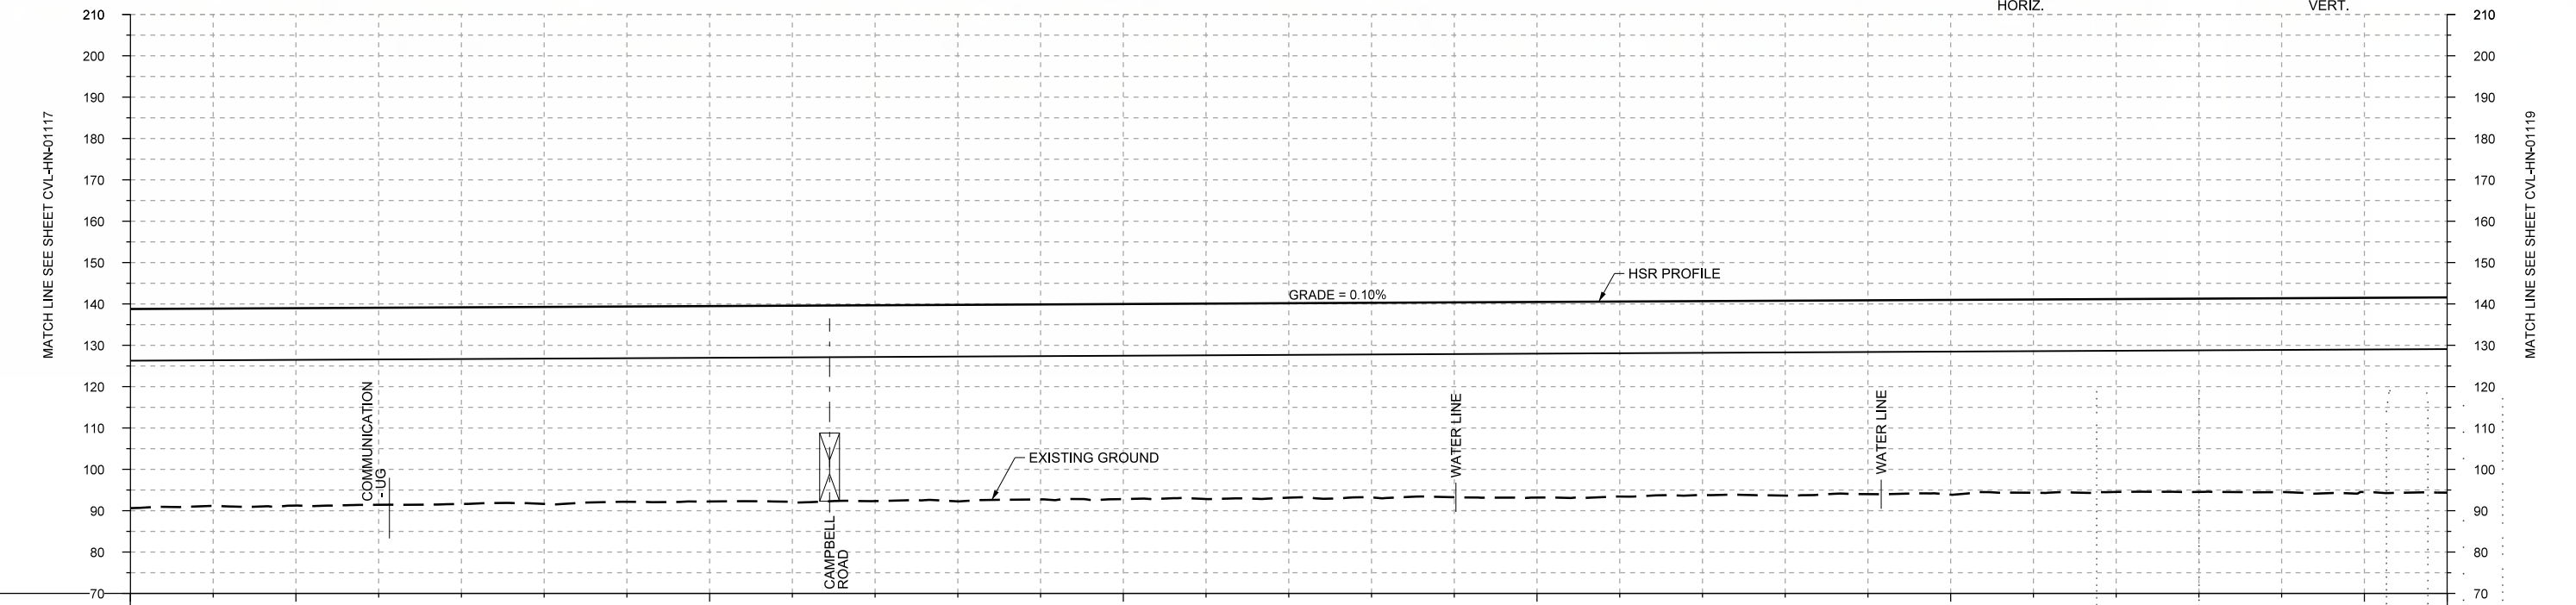 HORIZ. VERT.
210 210
200 200
190 190
180 180
170 170
160 160
150 150
140 140
130 130
120 120
110 110
100 100
90 90
80 80
70 70
MATCH LINE SEE SHEET CVL-HN-01117
MATCH LINE SEE SHEET CVL-HN-01119
HSR PROFILE
GRADE = 0.10%
COMMUNICATION
- UG
CAMPBELL
ROAD
EXISTING GROUND
WATER LINE
WATER LINE